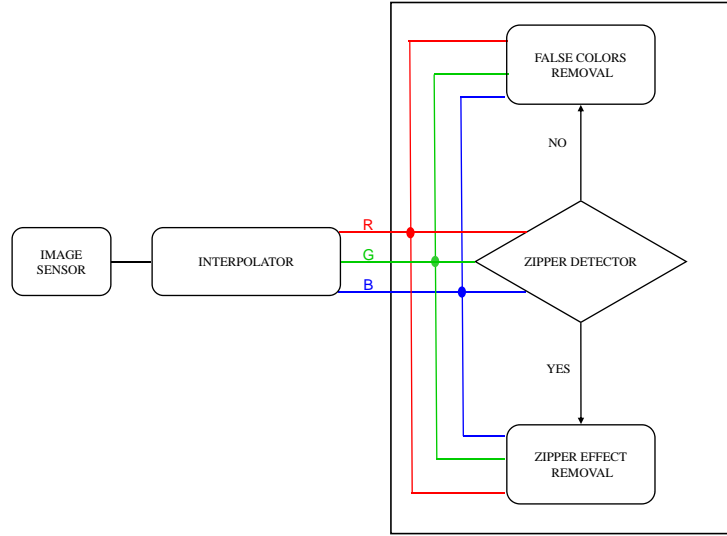 FALSE COLORS
REMOVAL
NO
R
IMAGE
SENSOR
INTERPOLATOR
G
ZIPPER DETECTOR
B
YES
ZIPPER EFFECT
REMOVAL